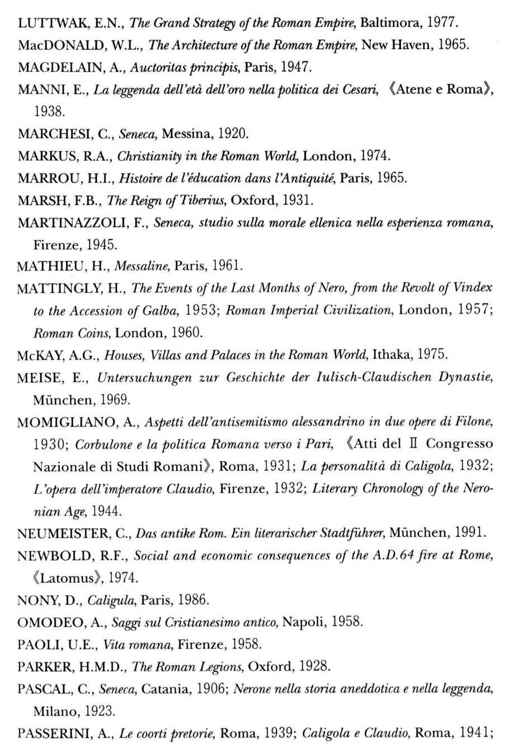 LUTTWAK, E.N., The Grand Strategy of the Roman Empire, Baltimora, 1977.
MacDONALD, W.L., The Architecture of the Roman Empire, New Haven, 1965.
MAGDELAIN, A., Auctoritas principis, Paris, 1947.
MANNI, E., La leggenda dell'età dell'oro nella politica dei Cesari, 《Atene e Roma》,
1938.
MARCHESI, C., Seneca, Messina, 1920.
MARKUS, R.A., Christianity in the Roman World, London, 1974.
MARROU, H.I., Histoire de l'éducation dans l'Antiquité, Paris, 1965.
MARSH, F.B., The Reign of Tiberius, Oxford, 1931.
MARTINAZZOLI, F., Seneca, studio sulla morale ellenica nella esperienza romana,
Firenze, 1945.
MATHIEU, H., Messaline, Paris, 1961.
MATTINGLY, H., The Events of the Last Months of Nero, from the Revolt of Vindex
to the Accession of Galba, 1953; Roman Imperial Civilization, London, 1957;
Roman Coins, London, 1960.
McKAY, A.G., Houses, Villas and Palaces in the Roman World, Ithaka, 1975.
MEISE, E., Untersuchungen zur Geschichte der Iulisch-Claudischen Dynastie,
München, 1969.
MOMIGLIANO, A., Aspetti dell'antisemitismo alessandrino in due opere di Filone,
1930; Corbulone e la politica Romana verso i Pari, 《Atti del Ⅱ Congresso
Nazionale di Studi Romani》, Roma, 1931; La personalità di Caligola, 1932;
L'opera dell'imperatore Claudio, Firenze, 1932; Literary Chronology of the Nero-
nian Age, 1944.
NEUMEISTER, C., Das antike Rom. Ein literarischer Stadtführer, München, 1991.
NEWBOLD, R.F., Social and economic consequences of the A.D.64 fire at Rome,
《Latomus》, 1974.
NONY, D., Caligula, Paris, 1986.
OMODEO, A., Saggi sul Cristianesimo antico, Napoli, 1958.
PAOLI, U.E., Vita romana, Firenze, 1958.
PARKER, H.M.D., The Roman Legions, Oxford, 1928.
PASCAL, C., Seneca, Catania, 1906; Nerone nella storia aneddotica e nella leggenda,
Milano, 1923.
PASSERINI, A., Le coorti pretorie, Roma, 1939; Caligola e Claudio, Roma, 1941;